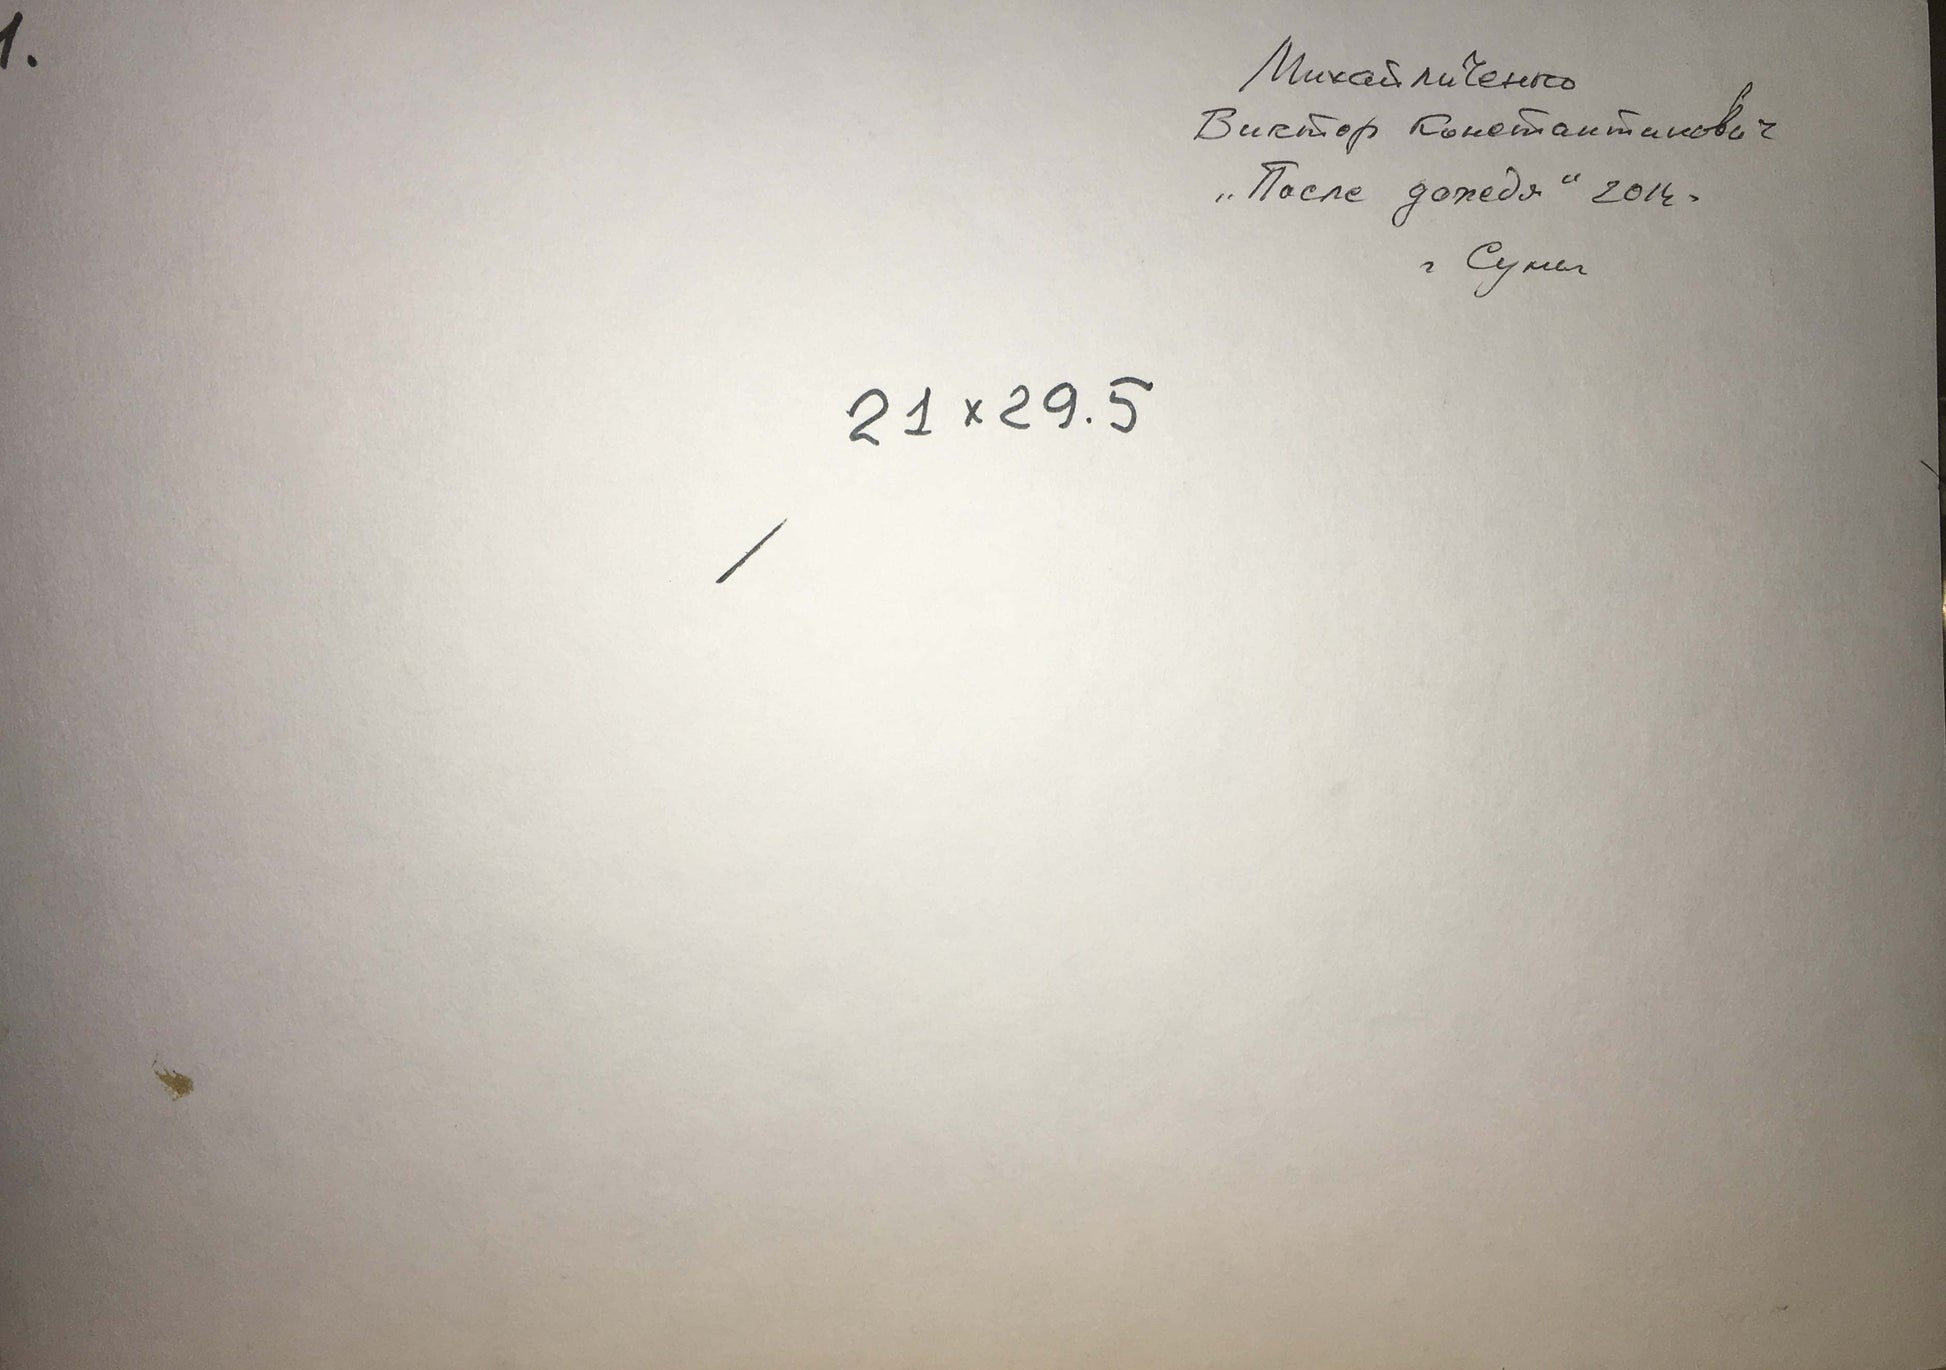 1.
Михайличенко
Виктор Константинович
„После дождя“ 2014.
г Сумы
21 x 29.5